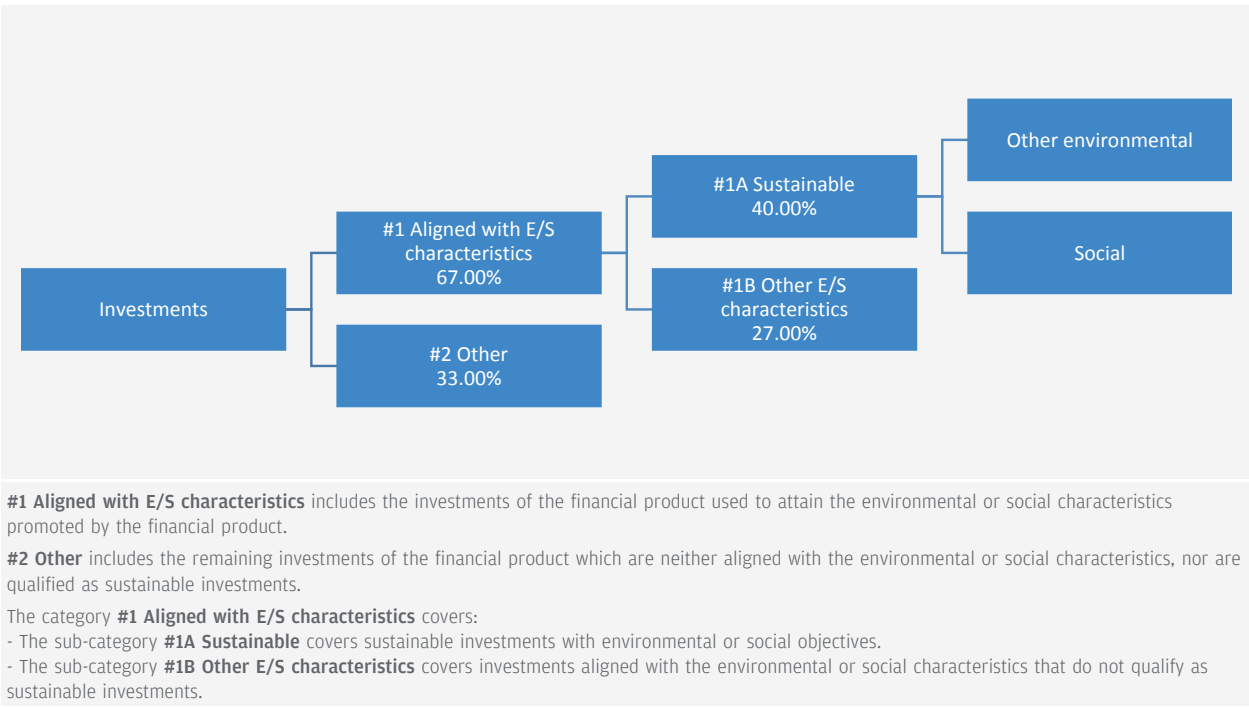 Investments
#1 Aligned with E/S
characteristics
67.00%
#2 Other
33.00%
#1A Sustainable
40.00%
#1B Other E/S
characteristics
27.00%
Other environmental
Social
#1 Aligned with E/S characteristics includes the investments of the financial product used to attain the environmental or social characteristics
promoted by the financial product.
#2 Other includes the remaining investments of the financial product which are neither aligned with the environmental or social characteristics, nor are
qualified as sustainable investments.
The category #1 Aligned with E/S characteristics covers:
- The sub-category #1A Sustainable covers sustainable investments with environmental or social objectives.
- The sub-category #1B Other E/S characteristics covers investments aligned with the environmental or social characteristics that do not qualify as
sustainable investments.